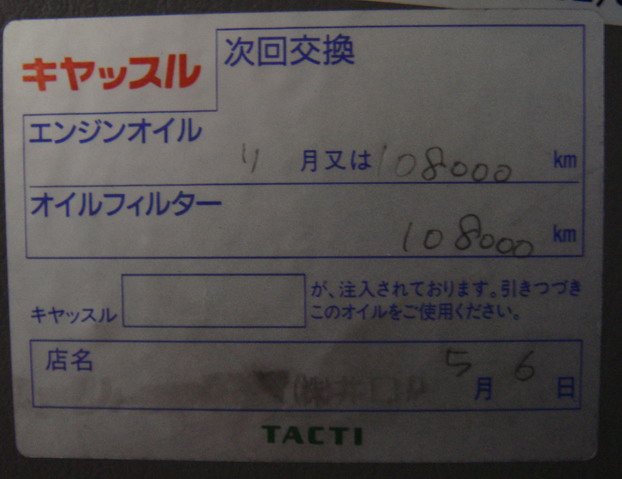 キャッスル
次回交換
エンジンオイル
11 月又は 108000 km
オイルフィルター
108000 km
キャッスル
が、注入されております。引きつづき
このオイルをご使用ください。
店名
5月6日
TACTI